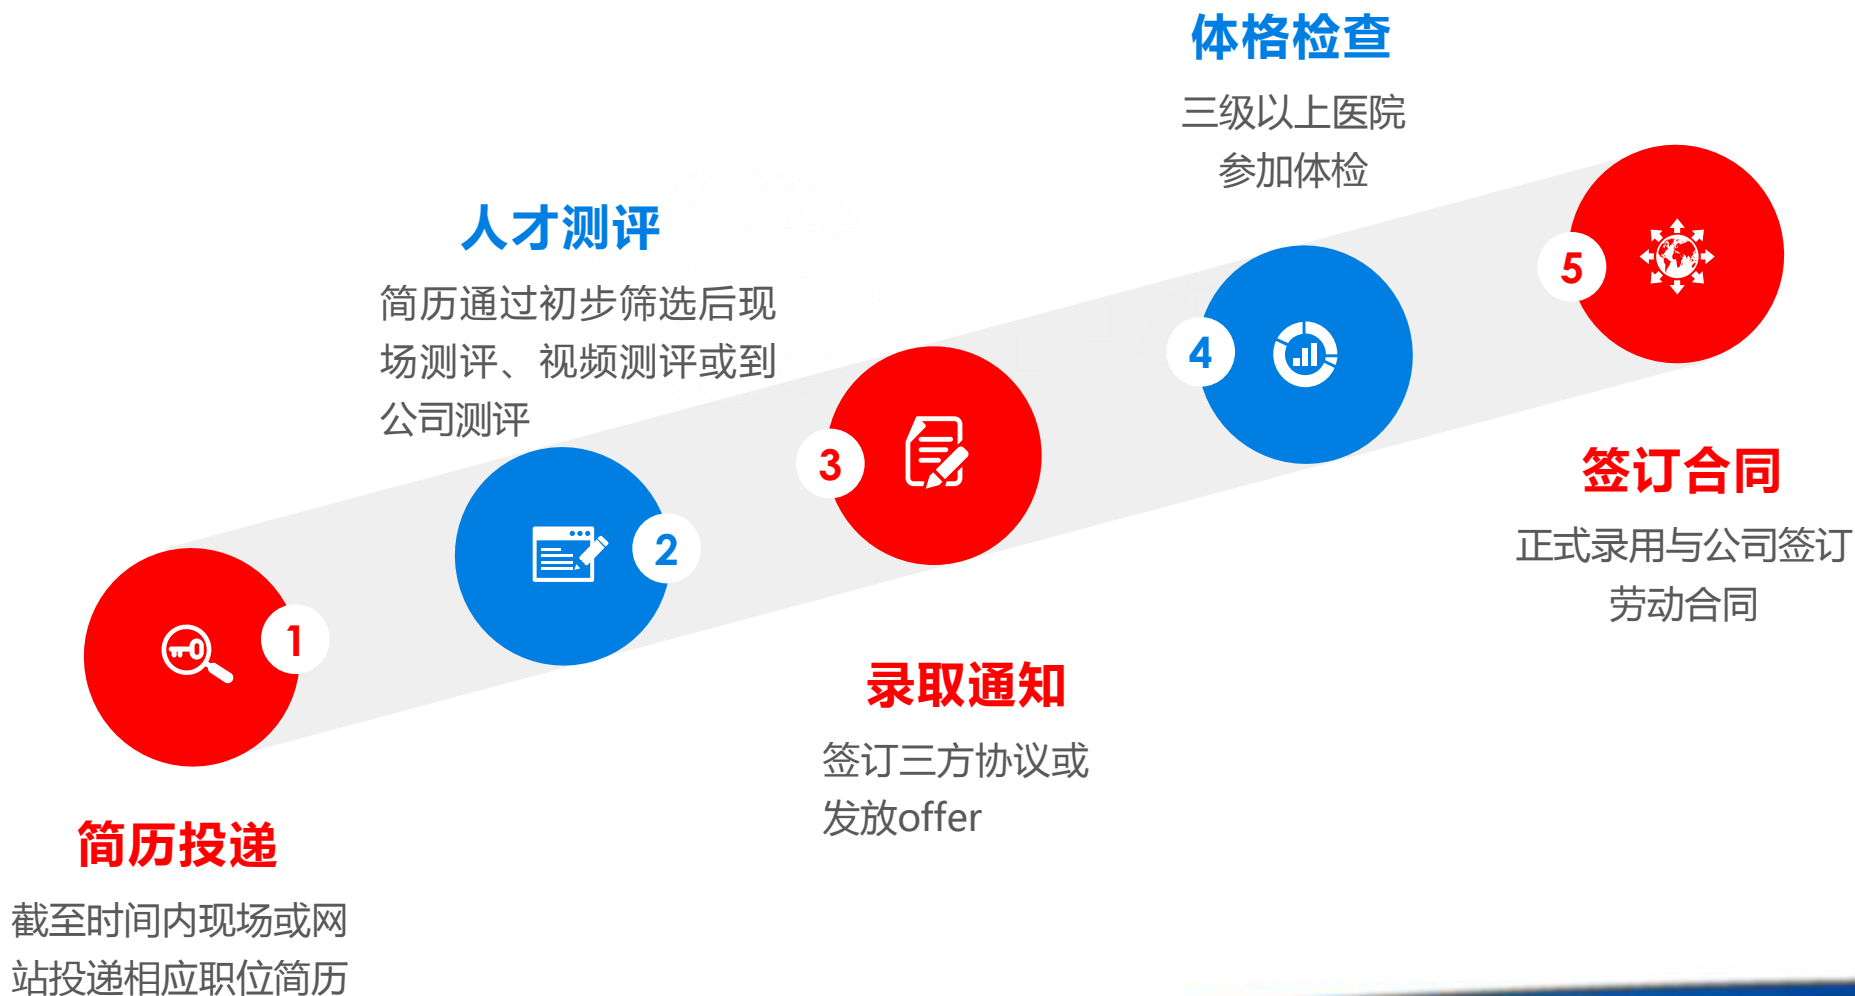 1
简历投递
截至时间内现场或网
站投递相应职位简历
人才测评
简历通过初步筛选后现
场测评、视频测评或到
公司测评
2
3
录取通知
签订三方协议或
发放offer
体格检查
三级以上医院
参加体检
4
5
签订合同
正式录用与公司签订
劳动合同